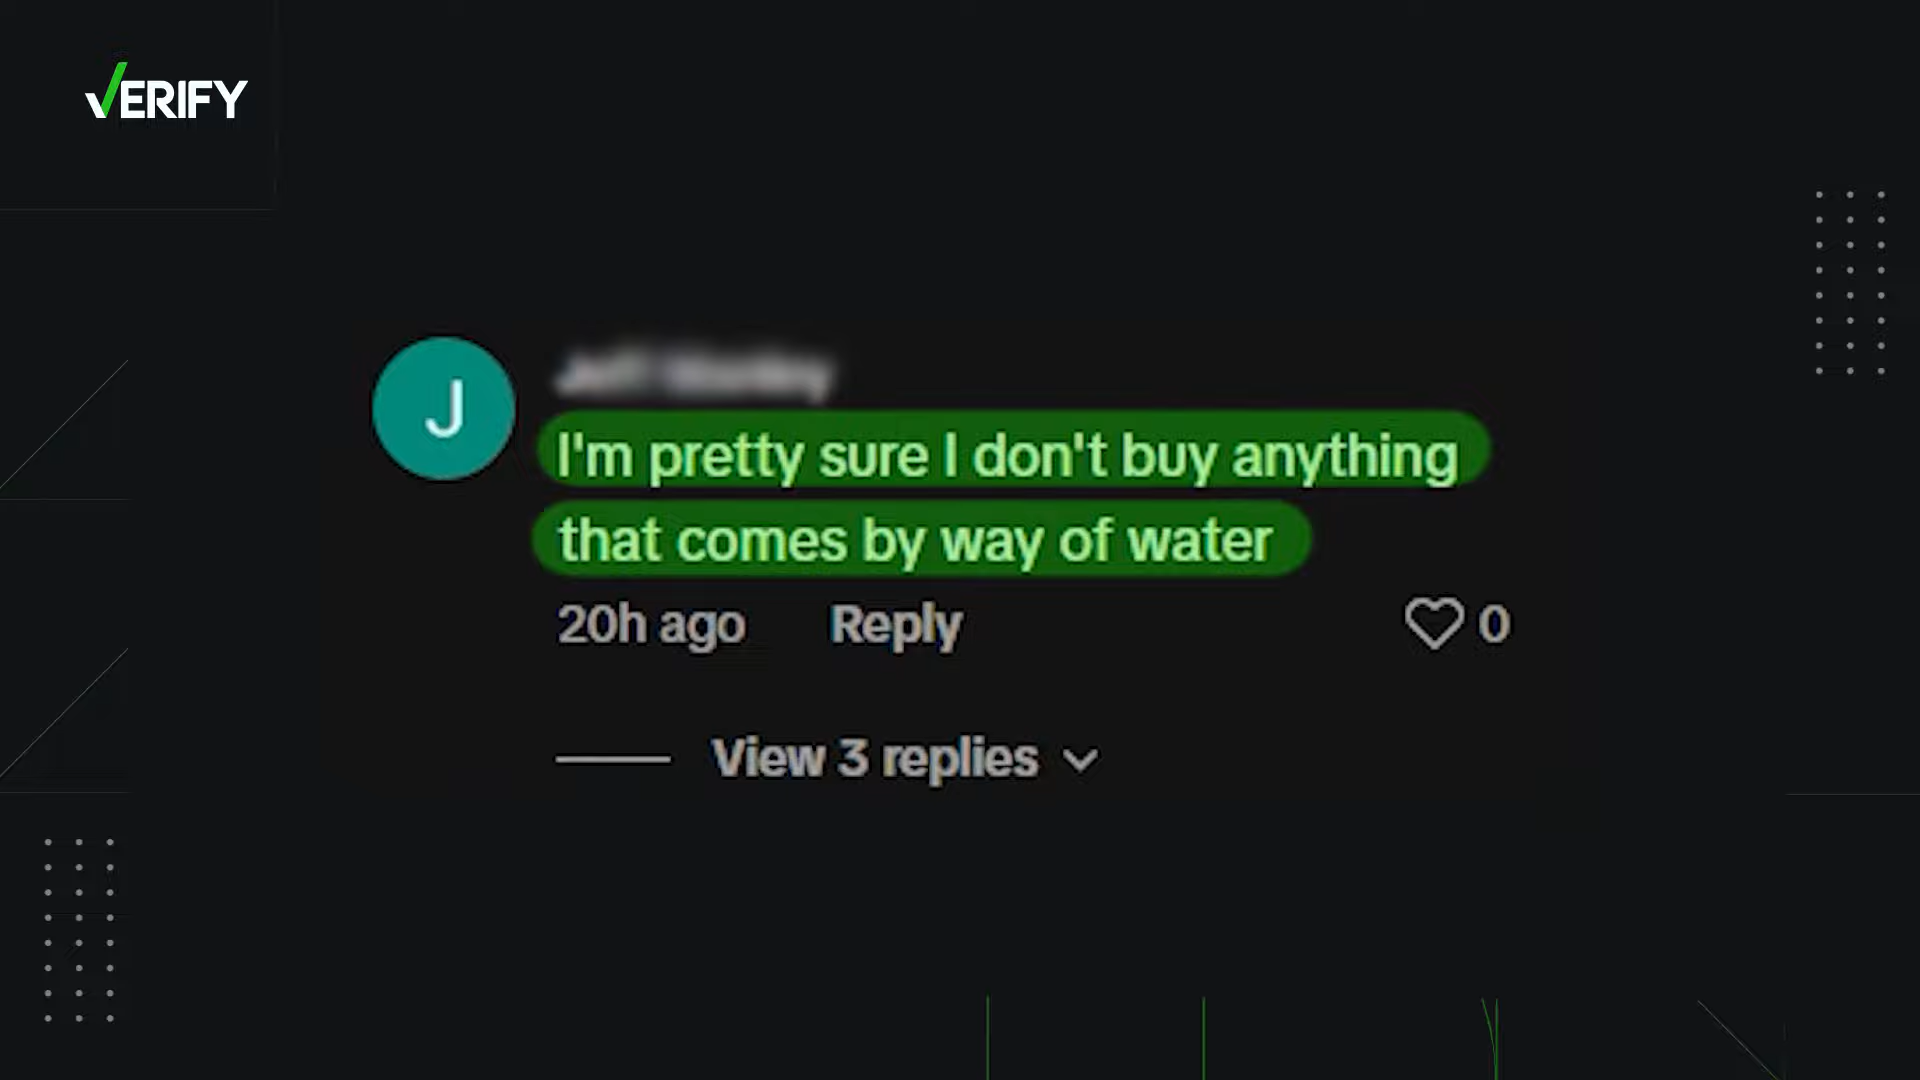 VERIFY
J
I'm pretty sure I don't buy anything
that comes by way of water
20h ago Reply 0
View 3 replies